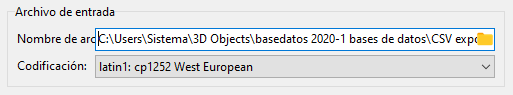 Archivo de entrada
Nombre de arc C:\Users\Sistema\3D Objects\basedatos 2020-1 bases de datos\CSV expo
Codificación: latin1: cp1252 West European